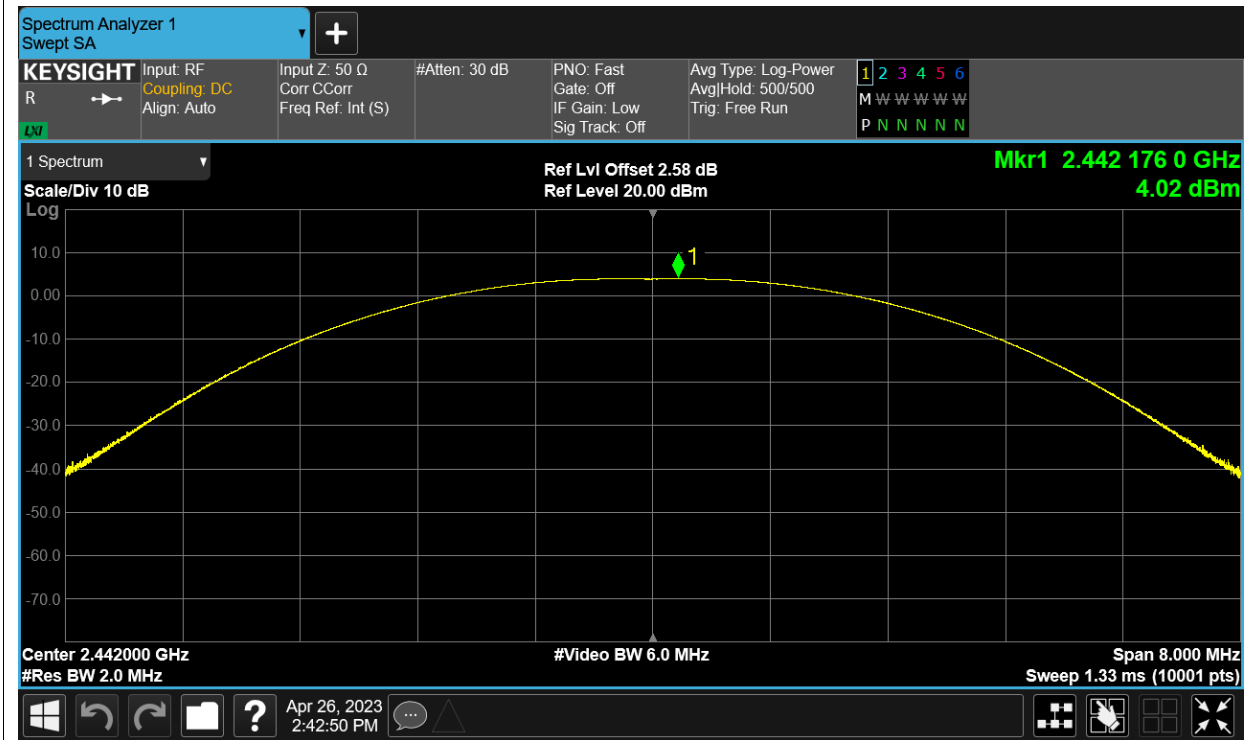 Spectrum Analyzer 1
Swept SA
KEYSIGHT
R
LXI
Input: RF
Coupling: DC
Align: Auto
Input Z: 50 Ω
Corr CCorr
Freq Ref: Int (S)
#Atten: 30 dB
PNO: Fast
Gate: Off
IF Gain: Low
Sig Track: Off
Avg Type: Log-Power
Avg|Hold: 500/500
Trig: Free Run
1 2 3 4 5 6
M W W W W W
P N N N N N
1 Spectrum
Scale/Div 10 dB
Log
Ref Lvl Offset 2.58 dB
Ref Level 20.00 dBm
Mkr1 2.442 176 0 GHz
4.02 dBm
1
10.0
0.00
-10.0
-20.0
-30.0
-40.0
-50.0
-60.0
-70.0
Center 2.442000 GHz
#Res BW 2.0 MHz
#Video BW 6.0 MHz
Span 8.000 MHz
Sweep 1.33 ms (10001 pts)
?
Apr 26, 2023
2:42:50 PM